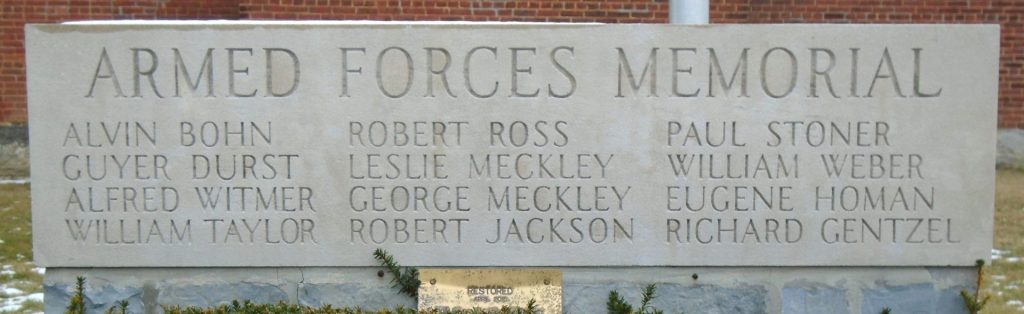 ARMED FORCES MEMORIAL
ALVIN BOHN ROBERT ROSS PAUL STONER
GUYER DURST LESLIE MECKLEY WILLIAM WEBER
ALFRED WITMER GEORGE MECKLEY EUGENE HOMAN
WILLIAM TAYLOR ROBERT JACKSON RICHARD GENTZEL
RESTORED